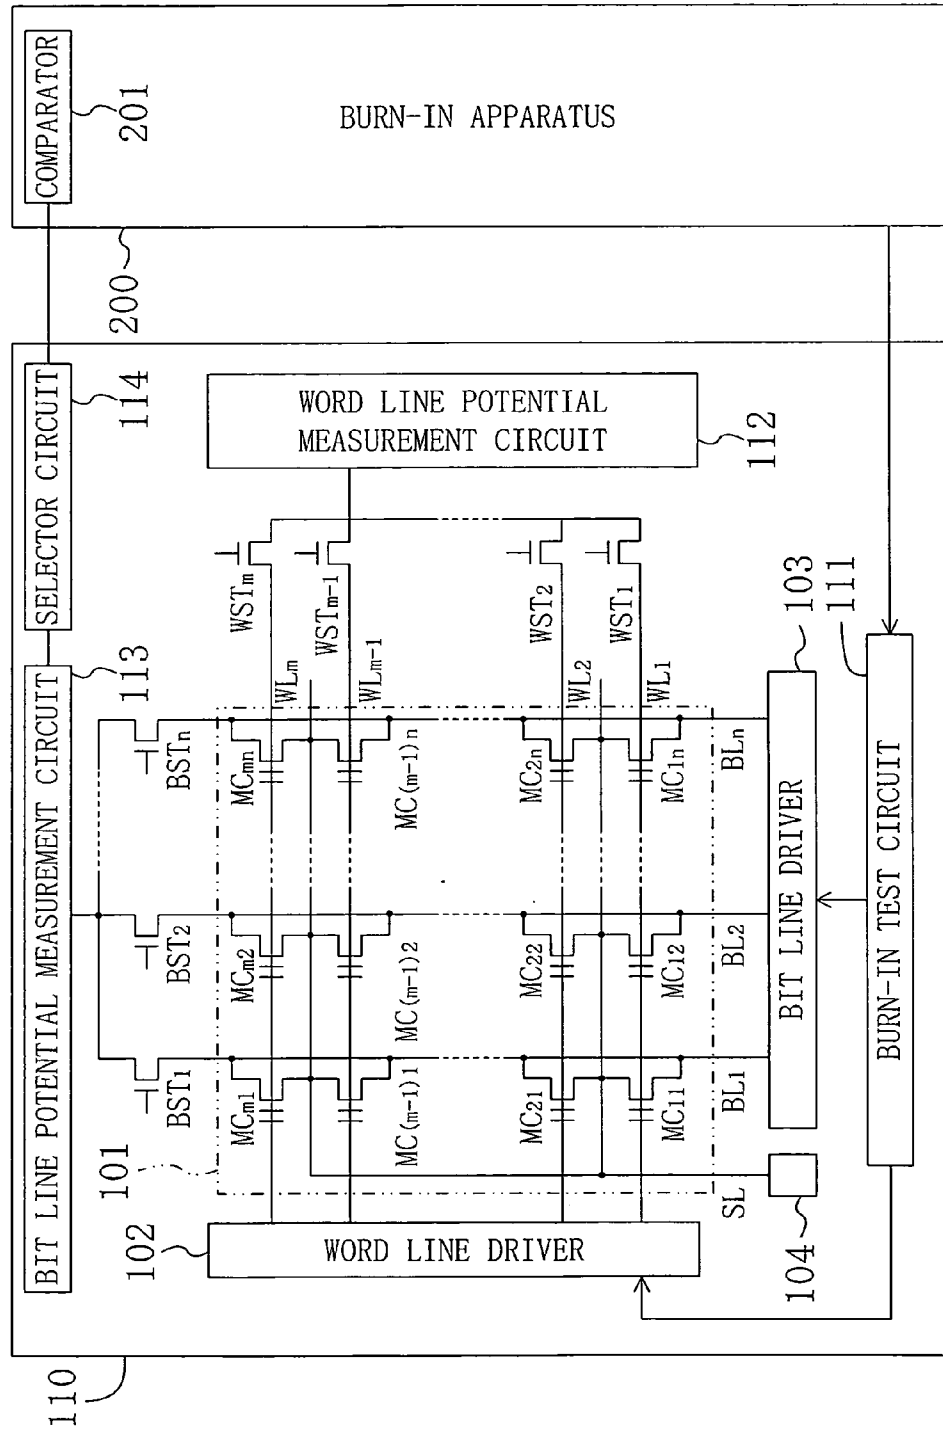 110
BIT LINE POTENTIAL MEASUREMENT CIRCUIT
113
SELECTOR CIRCUIT
114
200
COMPARATOR
201
BURN-IN APPARATUS
BST1
BST2
BSTn
101
102
WORD LINE DRIVER
MCm1
MCm2
MCmn
WLm
WSTm
MC(m-1)1
MC(m-1)2
MC(m-1)n
WLm-1
WSTm-1
WORD LINE POTENTIAL
MEASUREMENT CIRCUIT
112
MC21
MC22
MC2n
WL2
WST2
MC11
MC12
MC1n
WL1
WST1
SL
BL1
BL2
BLn
104
BIT LINE DRIVER
103
BURN-IN TEST CIRCUIT
111